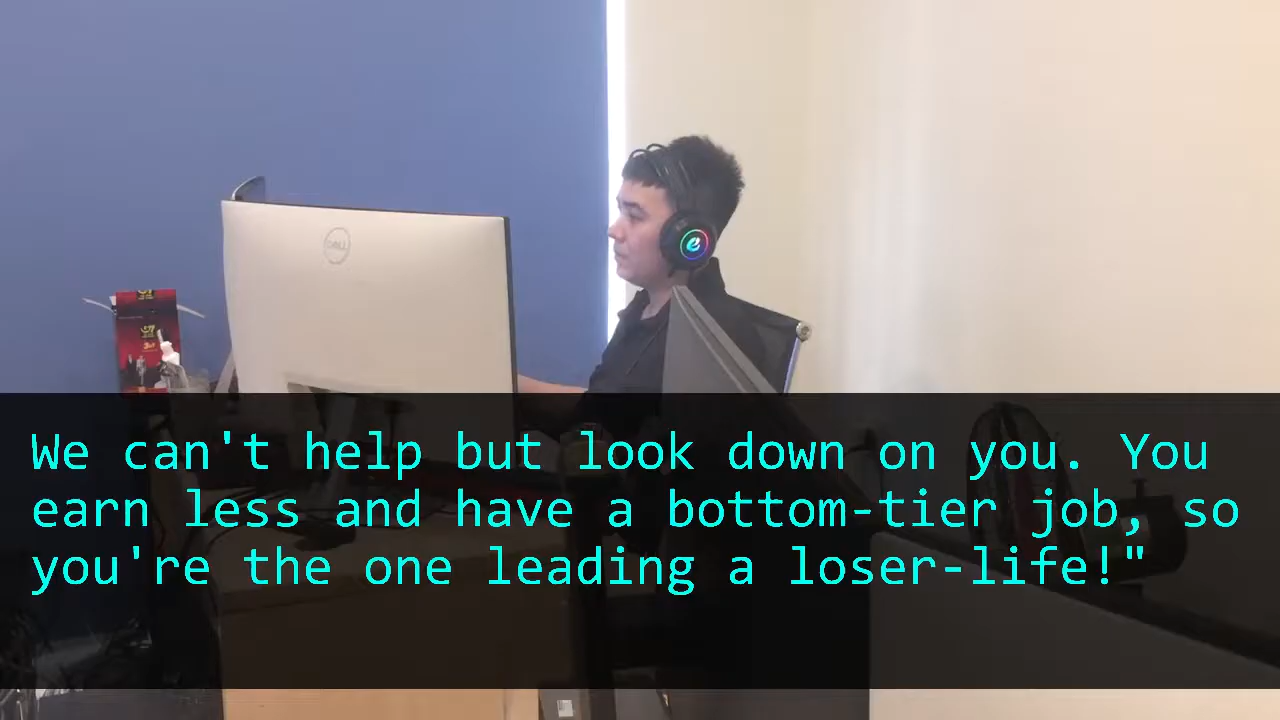 DELL
We can't help but look down on you. You
earn less and have a bottom-tier job, so
you're the one leading a loser-life!"